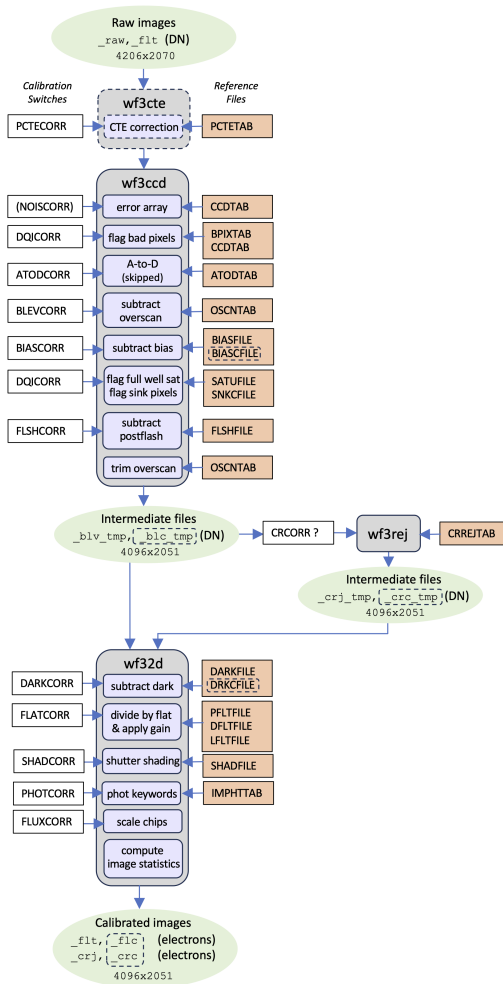 Raw images
_raw,_flt (DN)
4206x2070
Calibration
Switches
Reference
Files
wf3cte
PCTECORR
CTE correction
PCTETAB
wf3ccd
(NOISCORR)
error array
CCDTAB
DQICORR
flag bad pixels
BPIXTAB
CCDTAB
ATODCORR
A-to-D
(skipped)
ATODTAB
BLEVCORR
subtract
overscan
OSCNTAB
BIASCORR
subtract bias
BIASFILE
BIASCFILE
DQICORR
flag full well sat
flag sink pixels
SATUFILE
SNKCFILE
FLSHCORR
subtract
postflash
FLSHFILE
trim overscan
OSCNTAB
Intermediate files
_blv_tmp, _blc_tmp (DN)
4096x2051
CRCORR ?
wf3rej
CRREJTAB
Intermediate files
_crj_tmp, _crc_tmp (DN)
4096x2051
wf32d
DARKCORR
subtract dark
DARKFILE
DRKCFILE
FLATCORR
divide by flat
& apply gain
PFLTFILE
DFLTFILE
LFLTFILE
SHADCORR
shutter shading
SHADFILE
PHOTCORR
phot keywords
IMPHTTAB
FLUXCORR
scale chips
compute
image statistics
Calibrated images
_flt, _flc (electrons)
_crj, _crc (electrons)
4096x2051